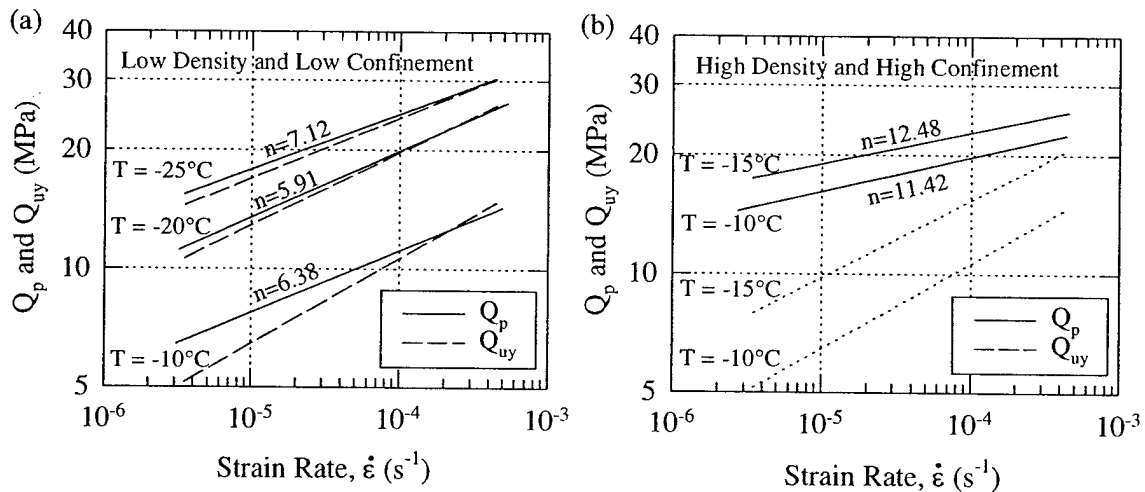 (a)
Low Density and Low Confinement
40
30
20
10
5
Q_p and Q_uy (MPa)
n=7.12
T = -25°C
n=5.91
T = -20°C
n=6.38
T = -10°C
Q_p
Q_uy
10^-6
10^-5
10^-4
10^-3
Strain Rate, ε̇ (s^-1)
(b)
High Density and High Confinement
40
30
20
10
5
Q_p and Q_uy (MPa)
n=12.48
T = -15°C
n=11.42
T = -10°C
T = -15°C
T = -10°C
Q_p
Q_uy
10^-6
10^-5
10^-4
10^-3
Strain Rate, ε̇ (s^-1)